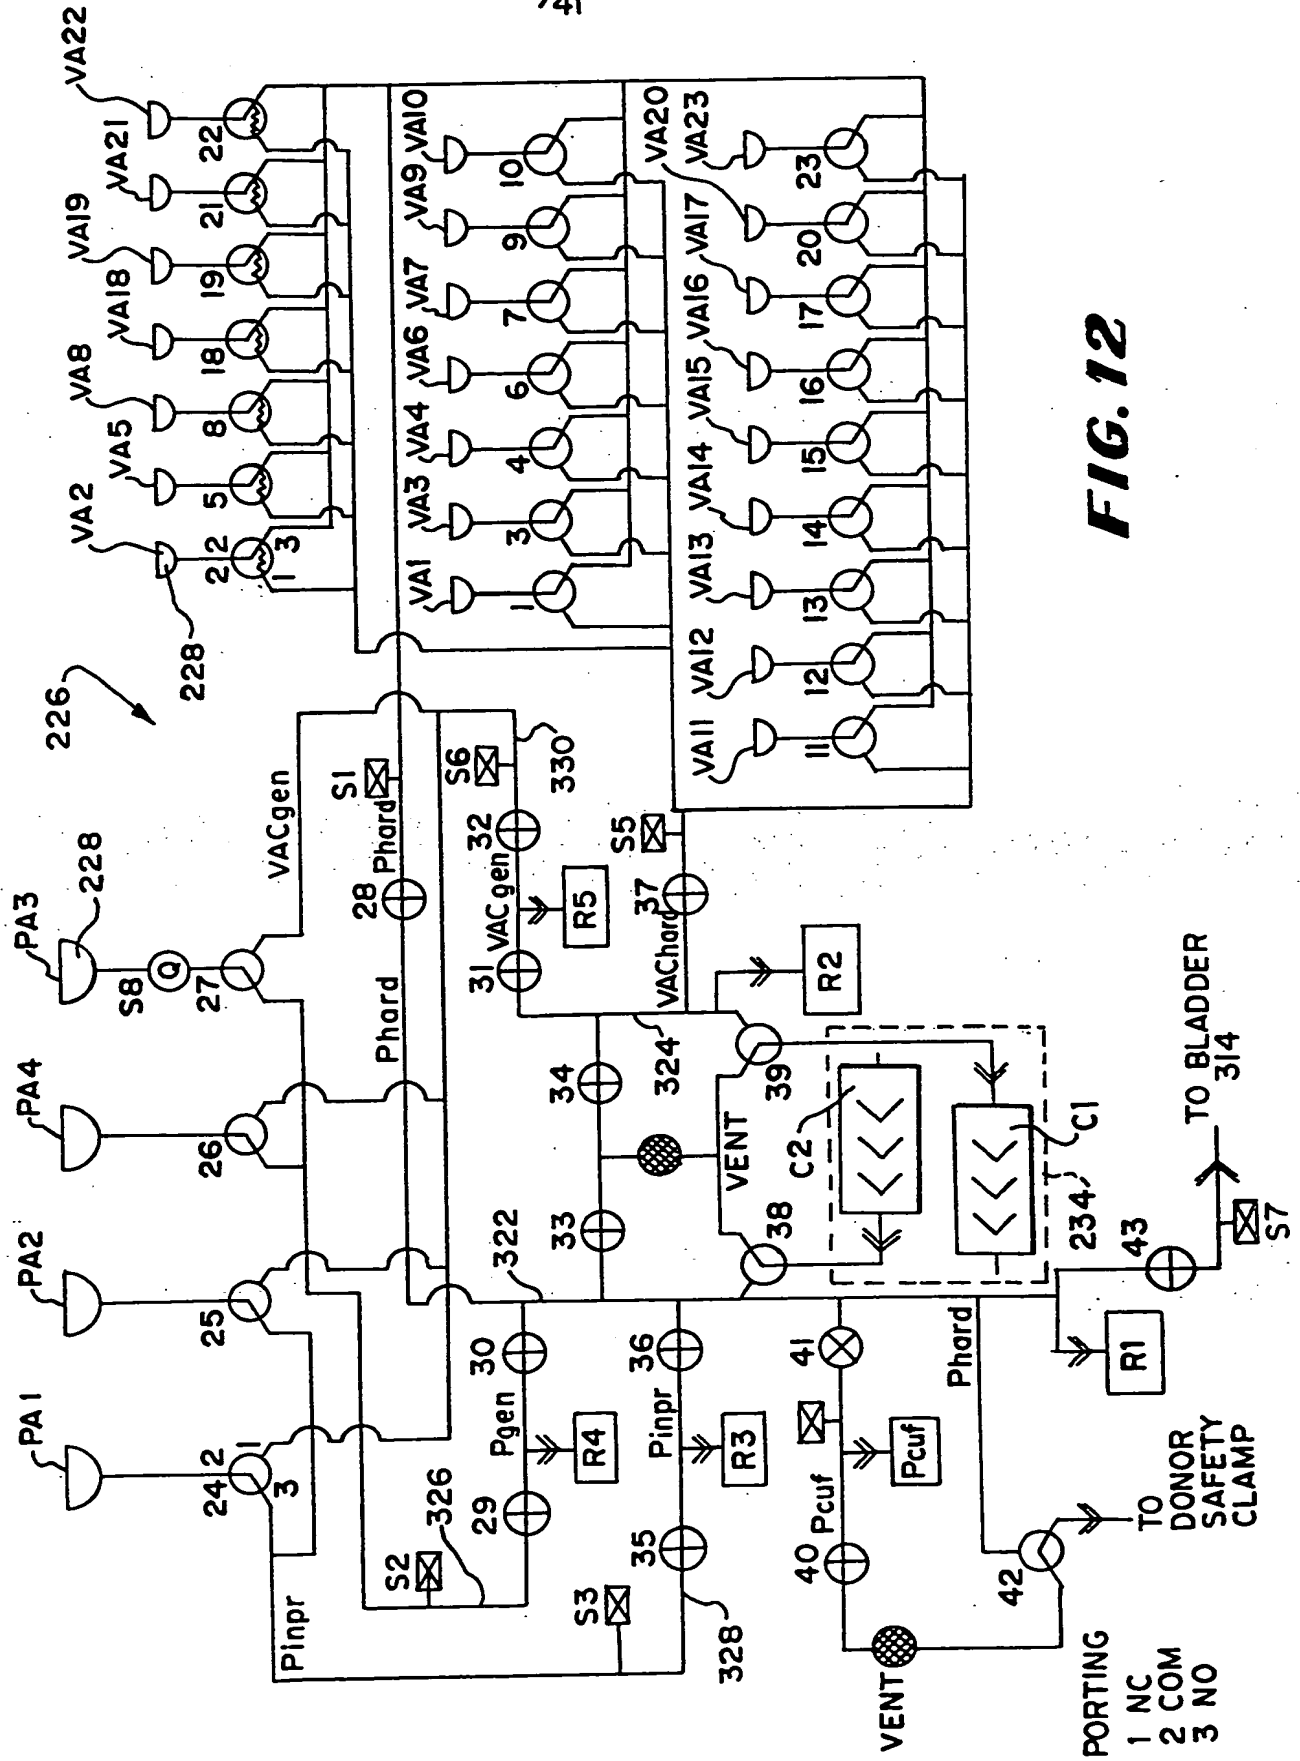 /41
226
VA2
VA5
VA8
VA18
VA19
VA21
VA22
228
2
2
1
3
5
8
18
19
21
22
VA1
VA3
VA4
VA6
VA7
VA9
VA10
1
3
4
6
7
9
10
VA11
VA12
VA13
VA14
VA15
VA16
VA17
VA20
VA23
11
12
13
14
15
16
17
20
23
PA1
PA2
PA4
PA3
228
S8
Q
24
2
1
3
25
26
27
VACgen
Pinpr
Phard
28
Phard
S1
S2
326
29
Pgen
R4
30
322
31
VACgen
32
S6
R5
330
33
34
324
S3
328
35
Pinpr
R3
36
VENT
VAChard
37
S5
R2
38
39
C2
C1
234
VENT
40
Pcuf
Pcuf
41
Phard
42
TO
DONOR
SAFETY
CLAMP
R1
43
S7
TO BLADDER
314
PORTING
1 NC
2 COM
3 NO
FIG. 12